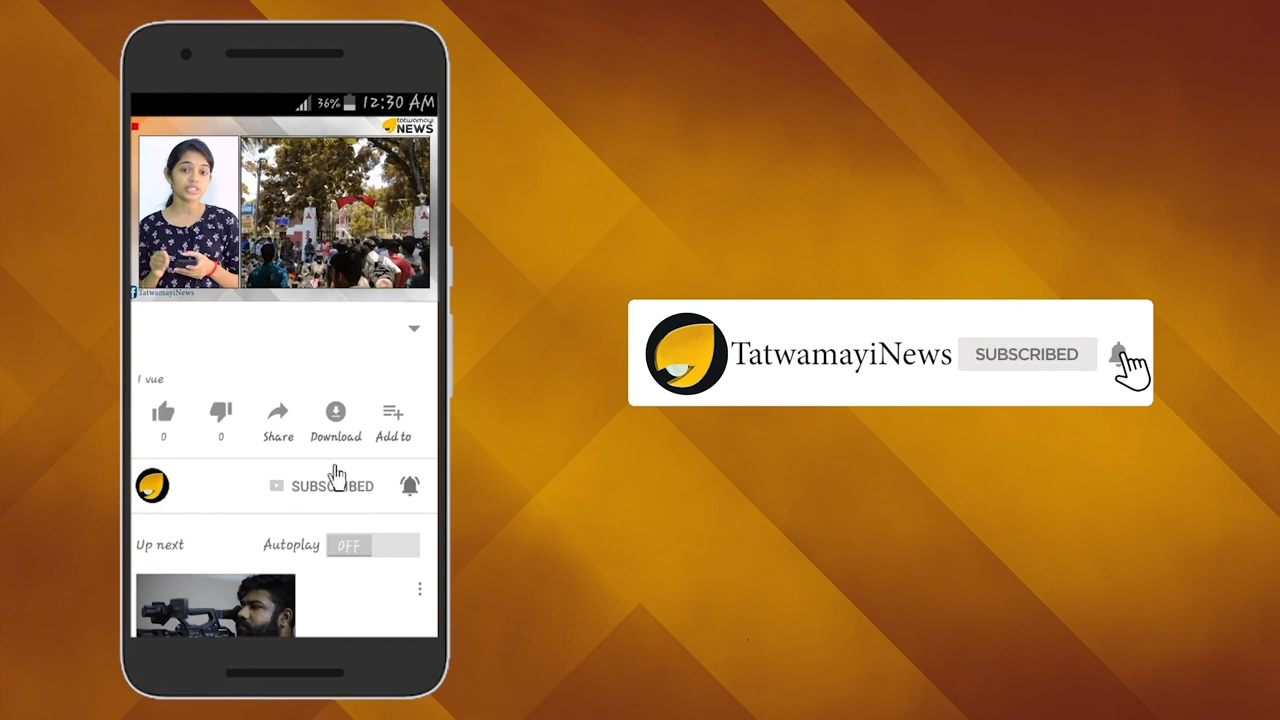 36% 12:30 AM
tatwamayi
NEWS
TatwamayiNews
1 vue
0 0 Share Download Add to
SUBSCRIBED
Up next Autoplay OFF
TatwamayiNews SUBSCRIBED